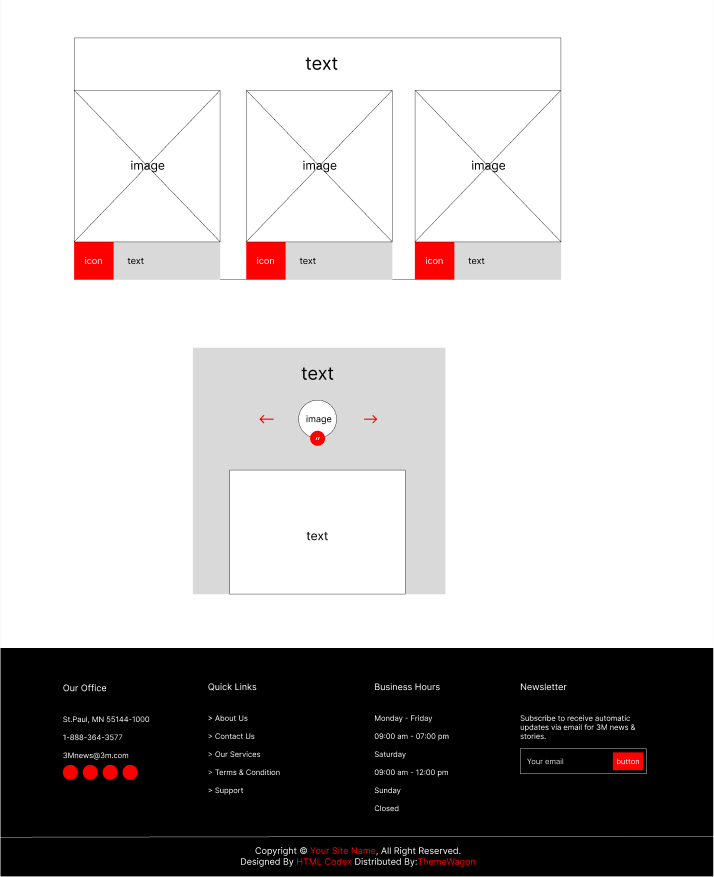 text
image
image
image
icon
text
icon
text
icon
text
text
←
image
"
→
text
Our Office
St.Paul, MN 55144-1000
1-888-364-3577
3Mnews@3m.com
Quick Links
> About Us
> Contact Us
> Our Services
> Terms & Condition
> Support
Business Hours
Monday - Friday
09:00 am - 07:00 pm
Saturday
09:00 am - 12:00 pm
Sunday
Closed
Newsletter
Subscribe to receive automatic
updates via email for 3M news &
stories.
Your email
button
Copyright © Your Site Name, All Right Reserved.
Designed By HTML Codex Distributed By:ThemeWagon